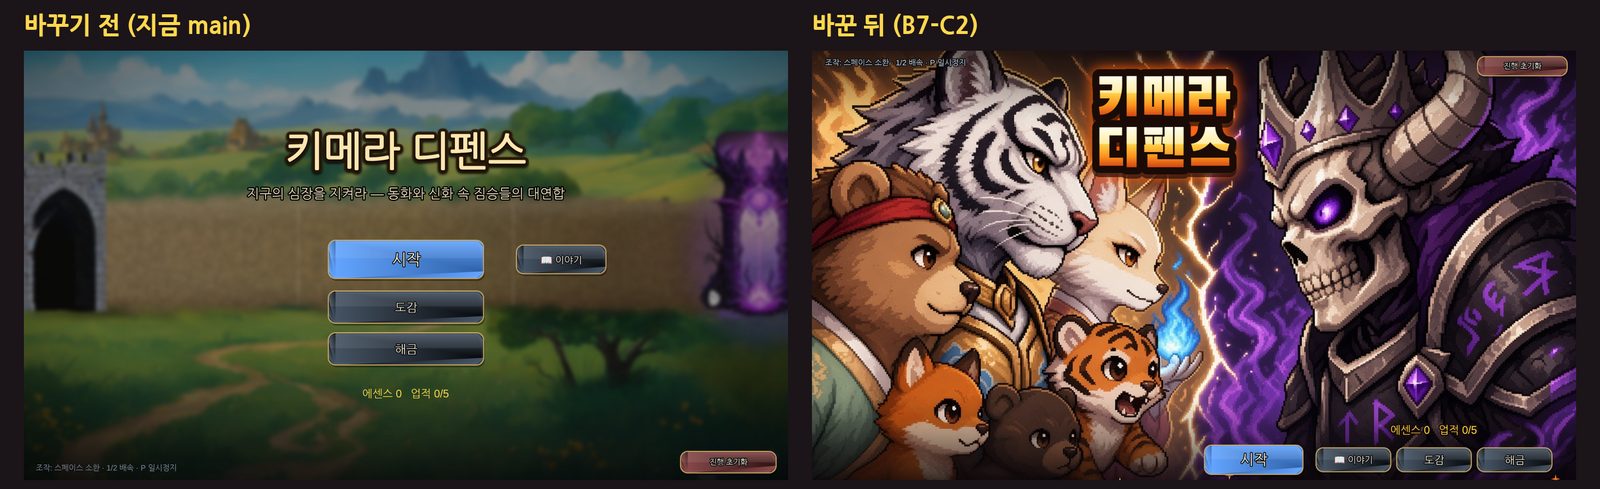 바꾸기 전 (지금 main)
키메라 디펜스
지구의 심장을 지켜라 — 동화와 신화 속 짐승들의 대연합
시작
📖 이야기
도감
해금
에센스 0 업적 0/5
조작: 스페이스 소환 · 1/2 배속 · P 일시정지
진행 초기화
바꾼 뒤 (B7-C2)
조작: 스페이스 소환 · 1/2 배속 · P 일시정지
진행 초기화
키메라
디펜스
에센스 0 업적 0/5
시작
📖 이야기
도감
해금